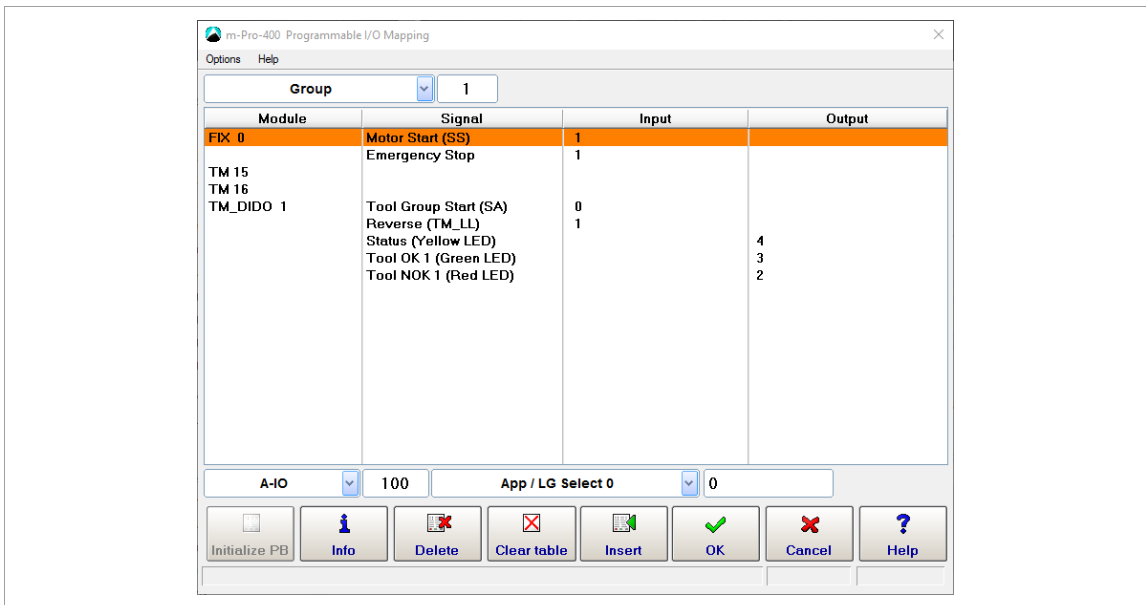 m-Pro-400 Programmable I/O Mapping
Options Help
Group 1
Module Signal Input Output
FIX 0 Motor Start (SS) 1
Emergency Stop 1
TM 15
TM 16
TM_DIDO 1 Tool Group Start (SA) 0
Reverse (TM_LL) 1
Status (Yellow LED) 4
Tool OK 1 (Green LED) 3
Tool NOK 1 (Red LED) 2
A-IO 100 App / LG Select 0 0
Initialize PB Info Delete Clear table Insert OK Cancel Help